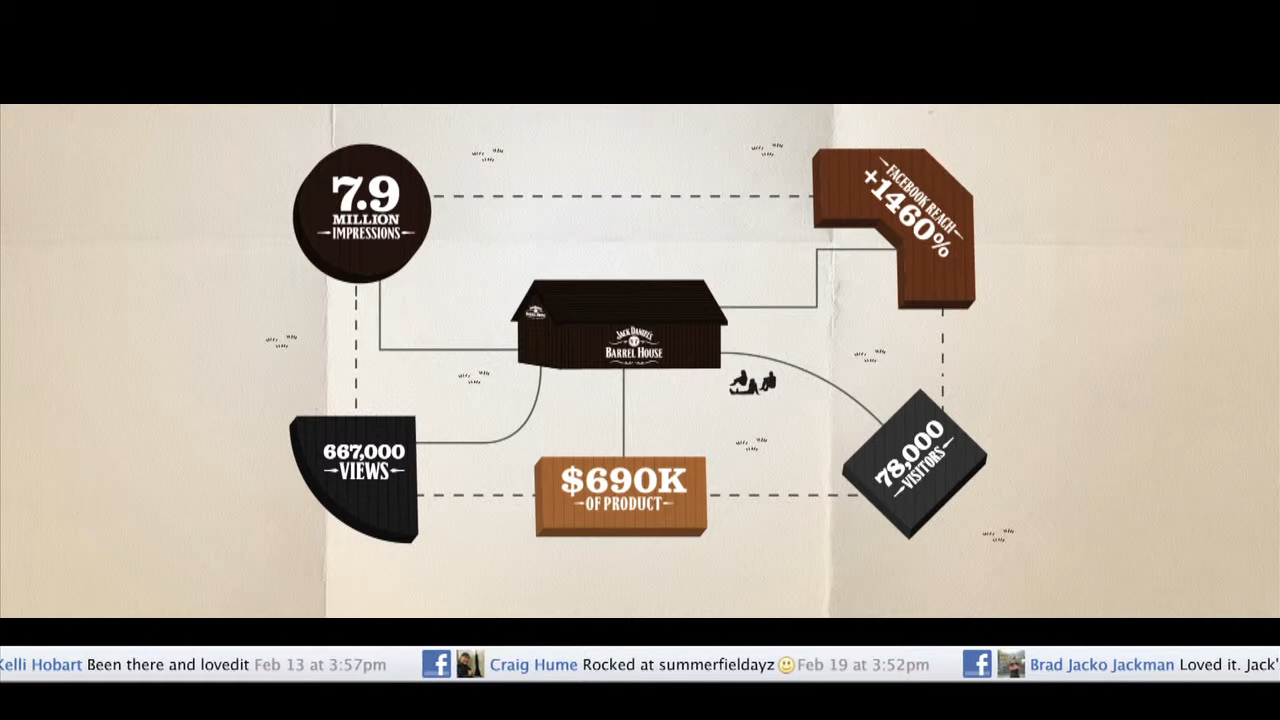 7.9
MILLION
IMPRESSIONS
FACEBOOK REACH
+1460%
JACK DANIEL'S
BARREL HOUSE
667,000
VIEWS
$690K
OF PRODUCT
78,000
VISITORS
Kelli Hobart Been there and lovedit Feb 13 at 3:57pm
Craig Hume Rocked at summerfieldayz Feb 19 at 3:52pm
Brad Jacko Jackman Loved it. Jack'